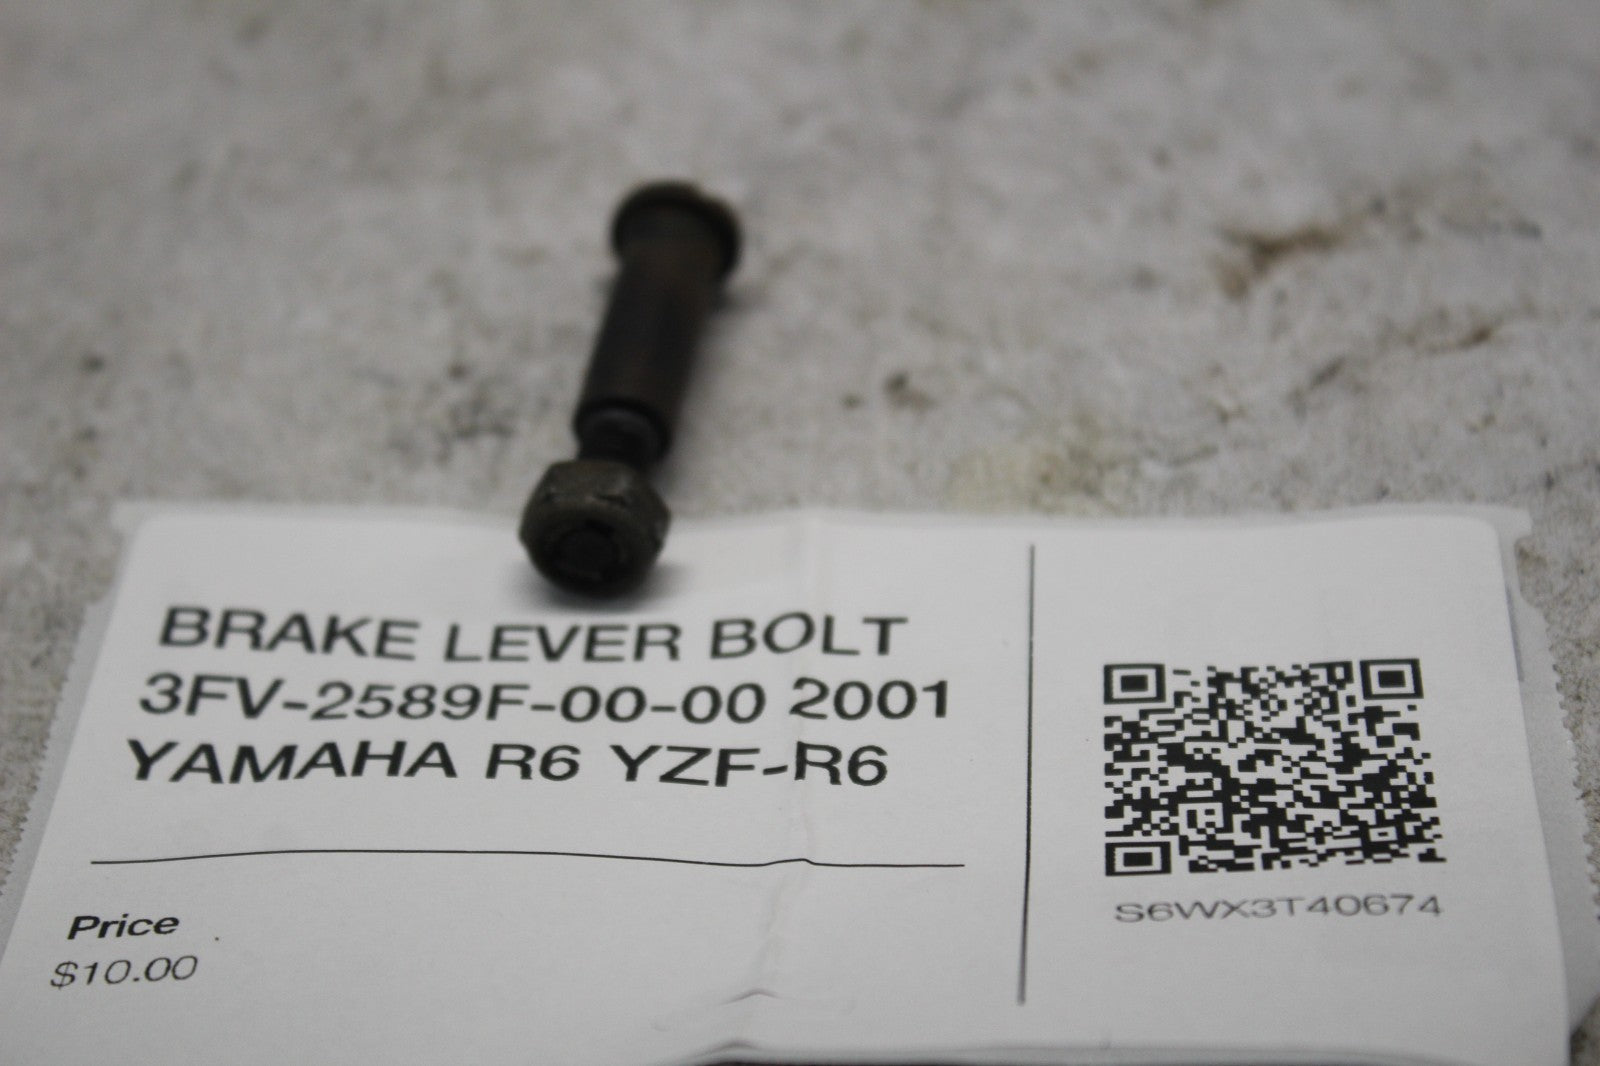 BRAKE LEVER BOLT
3FV-2589F-00-00 2001
YAMAHA R6 YZF-R6
Price
$10.00
S6WX3T40674